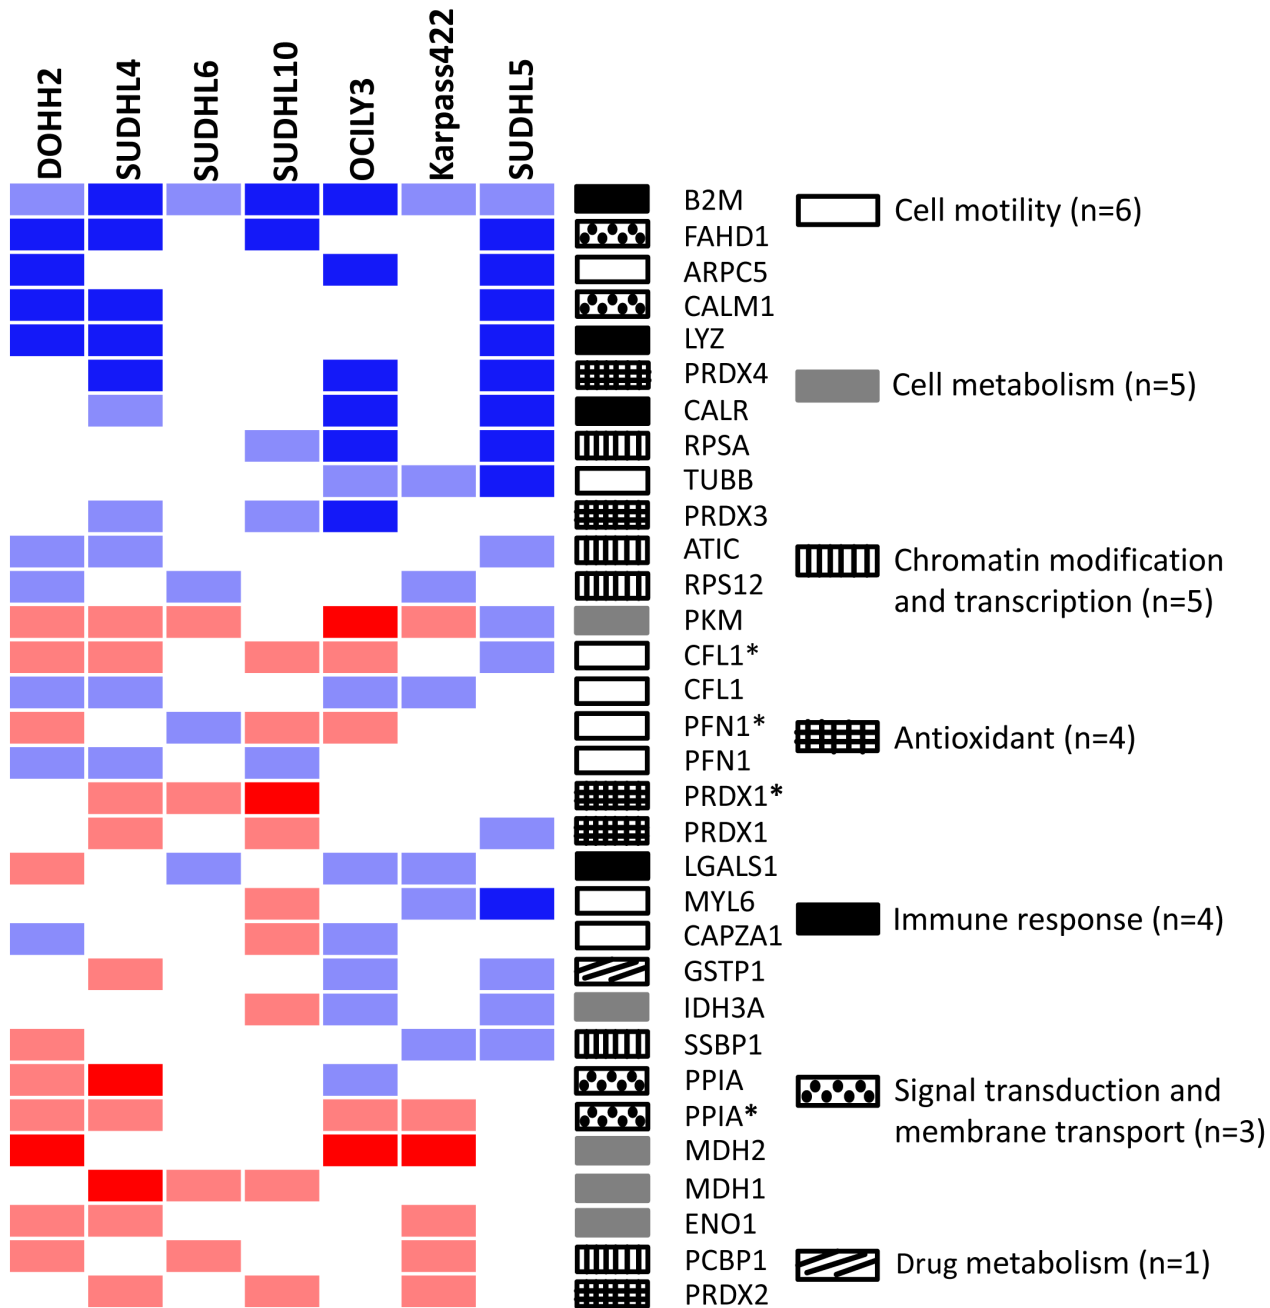 DOHH2
SUDHL4
SUDHL6
SUDHL10
OCILY3
Karpass422
SUDHL5
B2M
FAHD1
ARPC5
CALM1
LYZ
PRDX4
CALR
RPSA
TUBB
PRDX3
ATIC
RPS12
PKM
CFL1*
CFL1
PFN1*
PFN1
PRDX1*
PRDX1
LGALS1
MYL6
CAPZA1
GSTP1
IDH3A
SSBP1
PPIA
PPIA*
MDH2
MDH1
ENO1
PCBP1
PRDX2
Cell motility (n=6)
Cell metabolism (n=5)
Chromatin modification
and transcription (n=5)
Antioxidant (n=4)
Immune response (n=4)
Signal transduction and
membrane transport (n=3)
Drug metabolism (n=1)